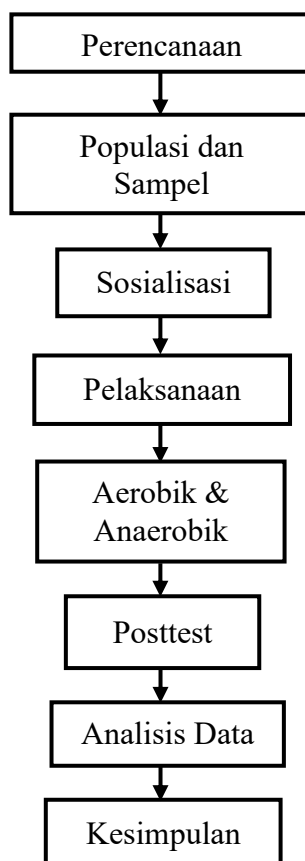 Perencanaan
Populasi dan
Sampel
Sosialisasi
Pelaksanaan
Aerobik &
Anaerobik
Posttest
Analisis Data
Kesimpulan